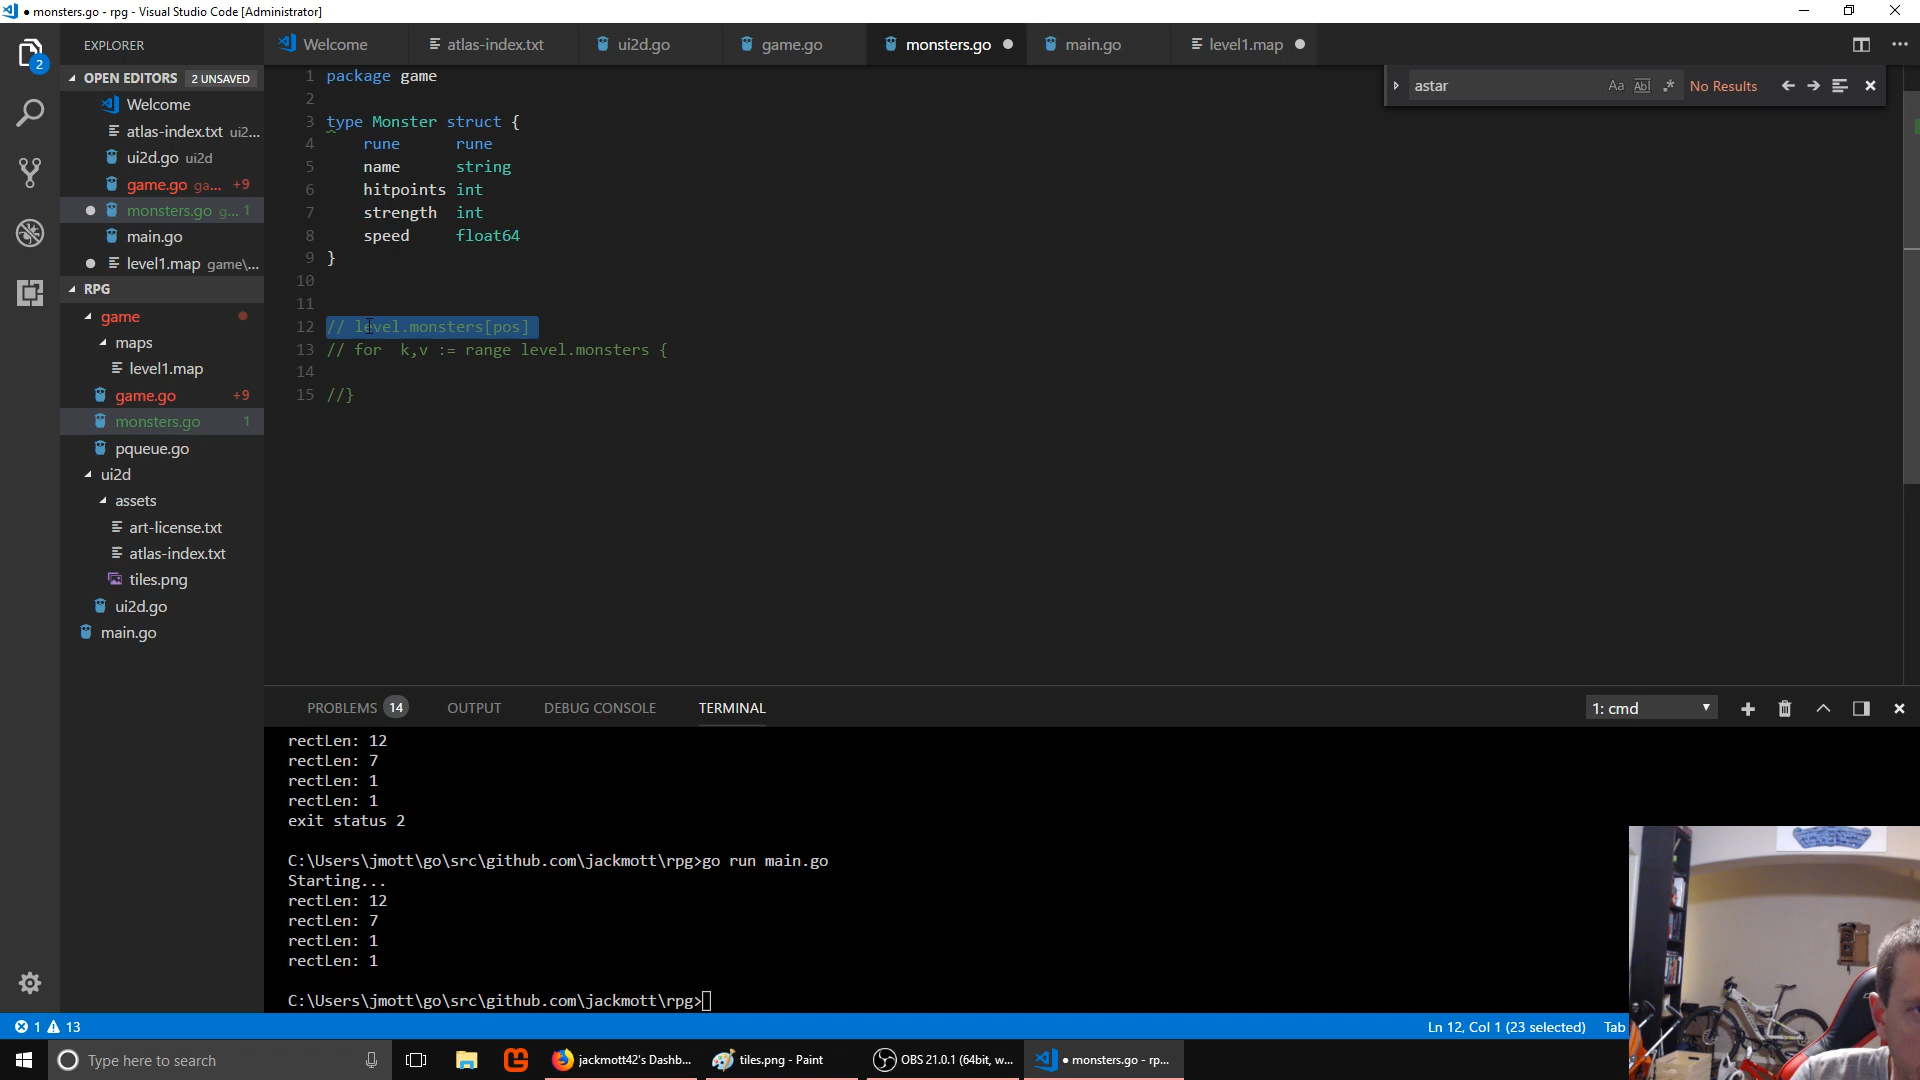 ● monsters.go - rpg - Visual Studio Code [Administrator]
EXPLORER
OPEN EDITORS 2 UNSAVED
Welcome
atlas-index.txt ui2...
ui2d.go ui2d
game.go ga... +9
monsters.go g... 1
main.go
level1.map game\...
RPG
game
maps
level1.map
game.go +9
monsters.go 1
pqueue.go
ui2d
assets
art-license.txt
atlas-index.txt
tiles.png
ui2d.go
main.go
2
Welcome
atlas-index.txt
ui2d.go
game.go
monsters.go
main.go
level1.map
astar
Aa Abl .* No Results
1 package game
2
3 type Monster struct {
4 rune rune
5 name string
6 hitpoints int
7 strength int
8 speed float64
9 }
10
11
12 // level.monsters[pos]
13 // for k,v := range level.monsters {
14
15 //}
PROBLEMS 14 OUTPUT DEBUG CONSOLE TERMINAL
1: cmd
rectLen: 12
rectLen: 7
rectLen: 1
rectLen: 1
exit status 2
C:\Users\jmott\go\src\github.com\jackmott\rpg>go run main.go
Starting...
rectLen: 12
rectLen: 7
rectLen: 1
rectLen: 1
C:\Users\jmott\go\src\github.com\jackmott\rpg>
1 13
Ln 12, Col 1 (23 selected) Tab
Type here to search
jackmott42's Dashb...
tiles.png - Paint
OBS 21.0.1 (64bit, w...
● monsters.go - rp...